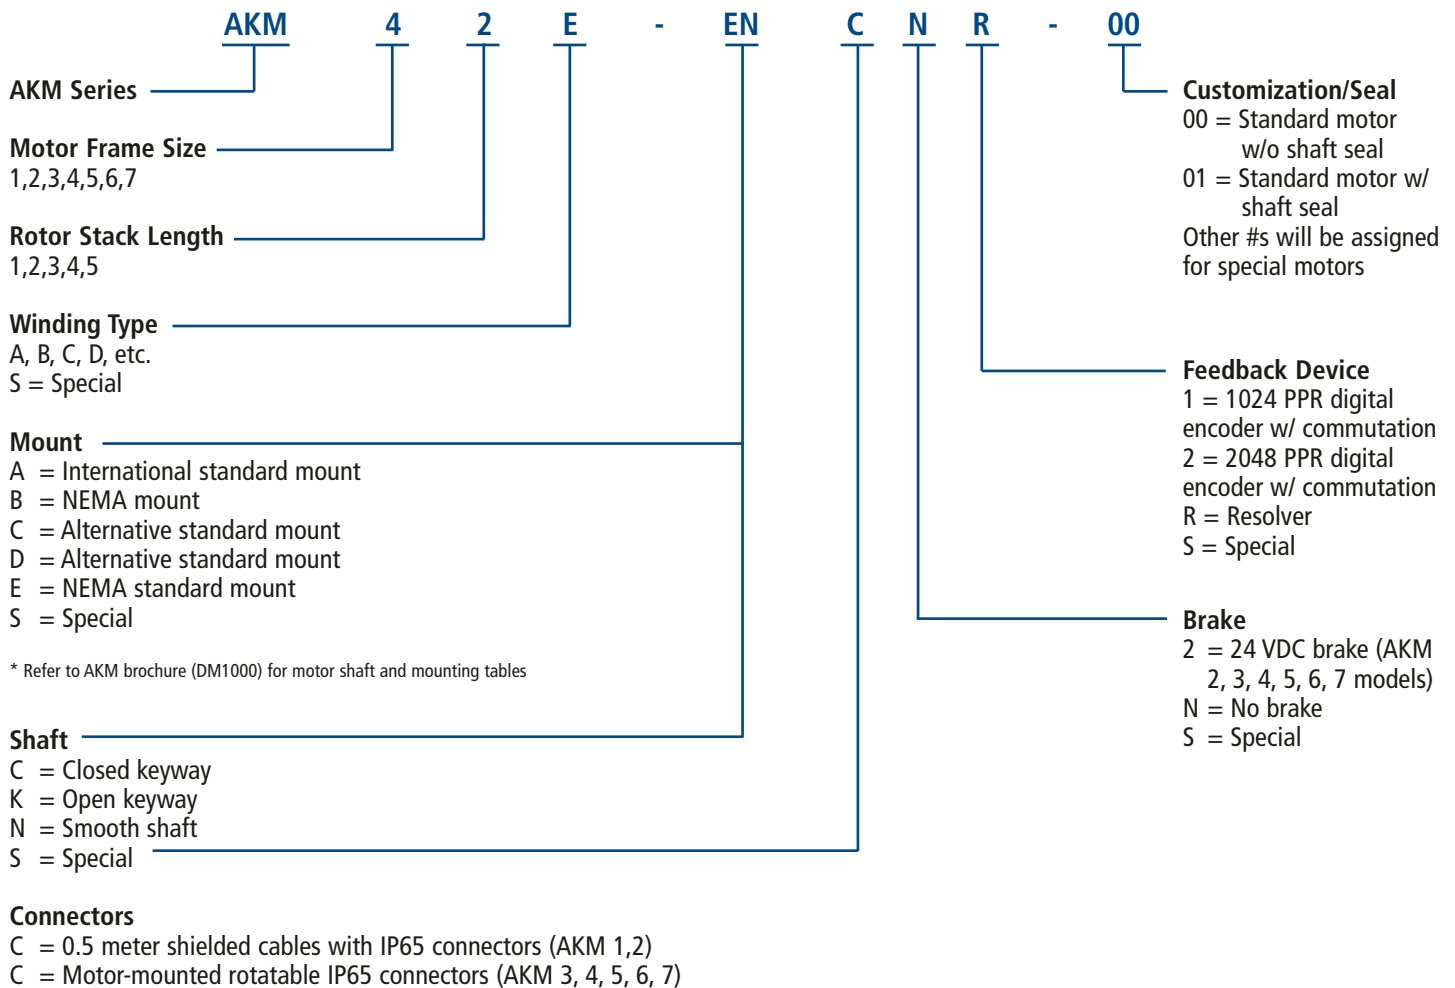 AKM 4 2 E - EN C N R - 00
AKM Series
Motor Frame Size
1,2,3,4,5,6,7
Rotor Stack Length
1,2,3,4,5
Winding Type
A, B, C, D, etc.
S = Special
Mount
A = International standard mount
B = NEMA mount
C = Alternative standard mount
D = Alternative standard mount
E = NEMA standard mount
S = Special
* Refer to AKM brochure (DM1000) for motor shaft and mounting tables
Shaft
C = Closed keyway
K = Open keyway
N = Smooth shaft
S = Special
Connectors
C = 0.5 meter shielded cables with IP65 connectors (AKM 1,2)
C = Motor-mounted rotatable IP65 connectors (AKM 3, 4, 5, 6, 7)
Customization/Seal
00 = Standard motor
w/o shaft seal
01 = Standard motor w/
shaft seal
Other #s will be assigned
for special motors
Feedback Device
1 = 1024 PPR digital
encoder w/ commutation
2 = 2048 PPR digital
encoder w/ commutation
R = Resolver
S = Special
Brake
2 = 24 VDC brake (AKM
2, 3, 4, 5, 6, 7 models)
N = No brake
S = Special